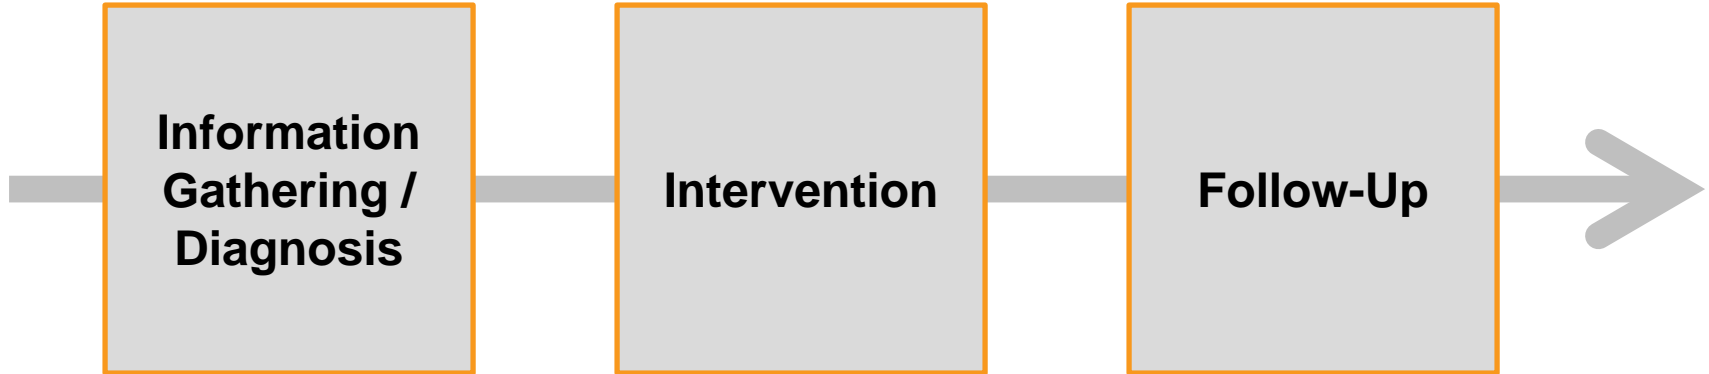 Information
Gathering /
Diagnosis
Intervention
Follow-Up